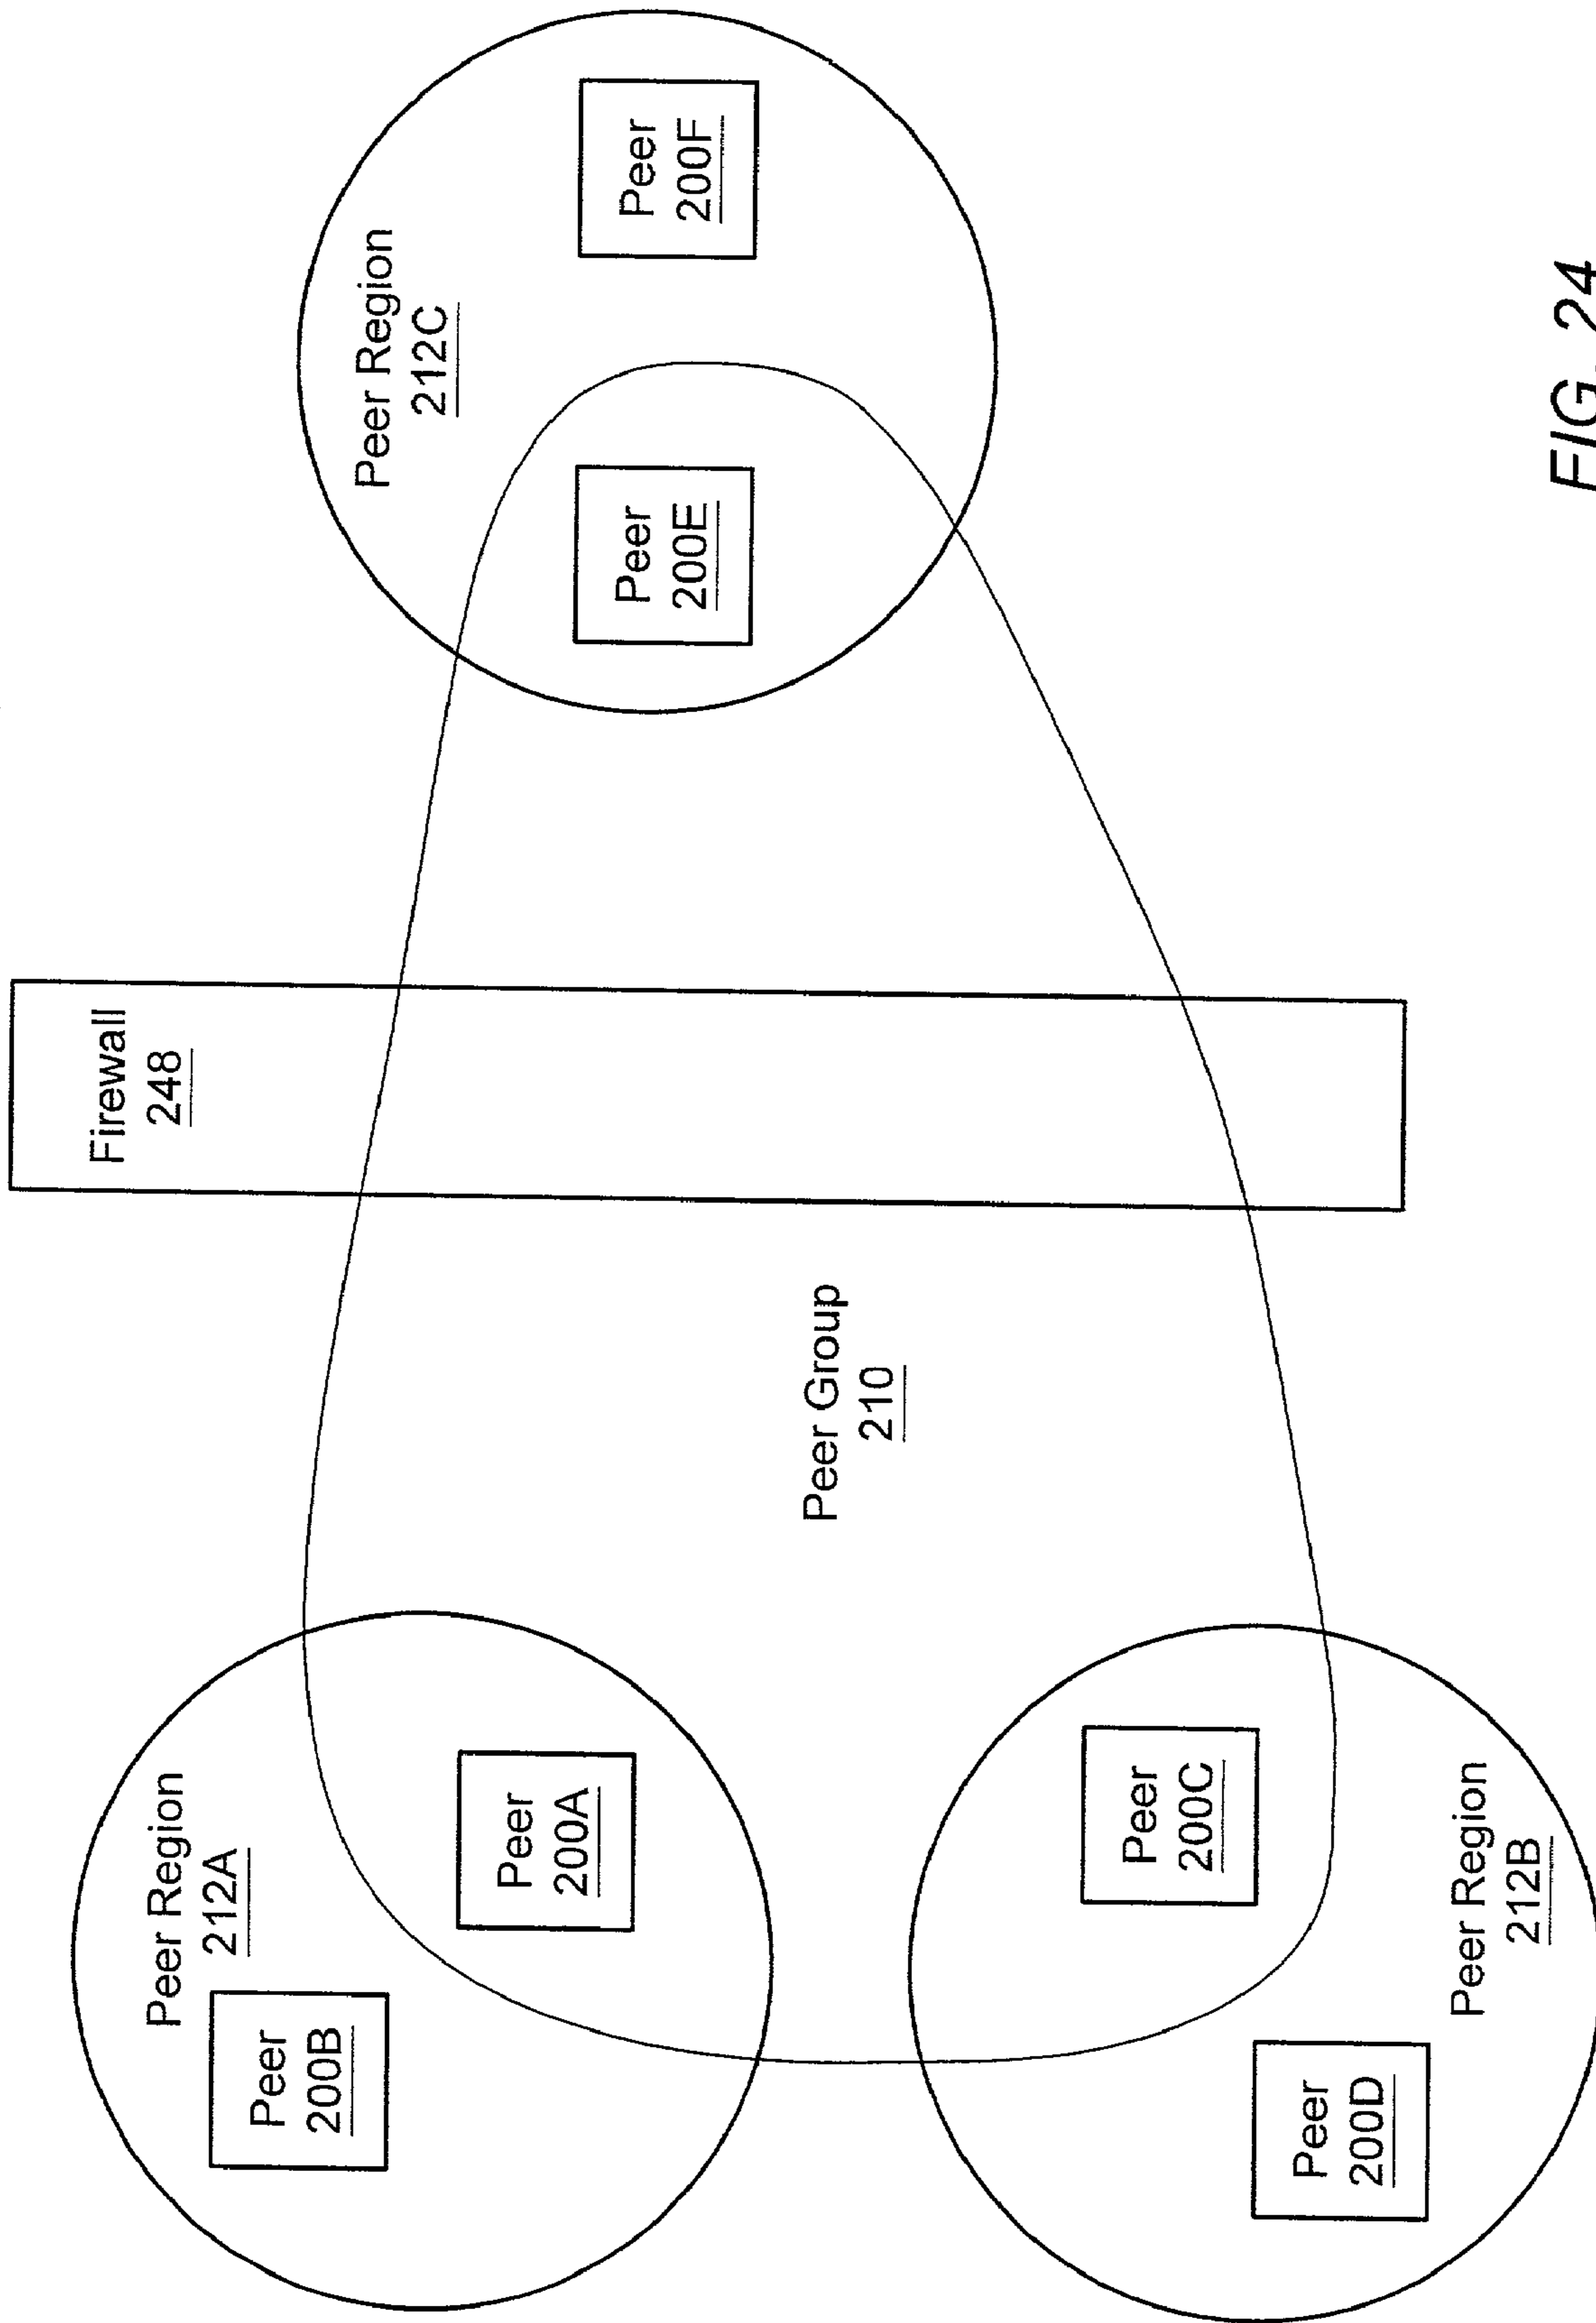 Peer Region
212A
Peer
200B
Peer
200A
Peer Group
210
Firewall
248
Peer Region
212C
Peer
200E
Peer
200F
Peer
200C
Peer
200D
Peer Region
212B
FIG. 24